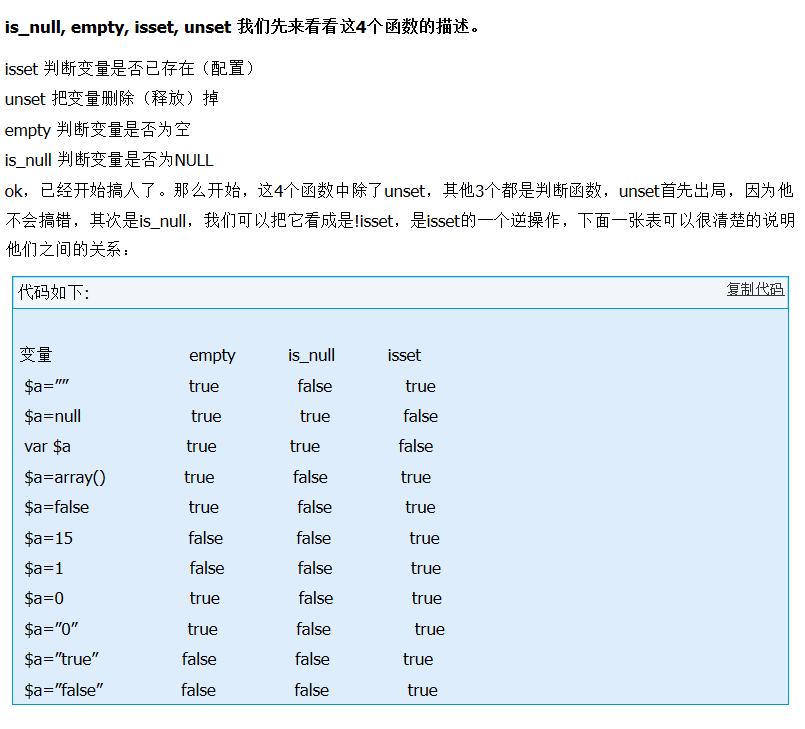 is_null, empty, isset, unset 我们先来看看这4个函数的描述。
isset 判断变量是否已存在（配置）
unset 把变量删除（释放）掉
empty 判断变量是否为空
is_null 判断变量是否为NULL
ok，已经开始搞人了。那么开始，这4个函数中除了unset，其他3个都是判断函数，unset首先出局，因为他
不会搞错，其次是is_null，我们可以把它看成是!isset，是isset的一个逆操作，下面一张表可以很清楚的说明
他们之间的关系：
代码如下: 复制代码
变量 empty is_null isset
$a=”” true false true
$a=null true true false
var $a true true false
$a=array() true false true
$a=false true false true
$a=15 false false true
$a=1 false false true
$a=0 true false true
$a=”0” true false true
$a=”true” false false true
$a=”false” false false true